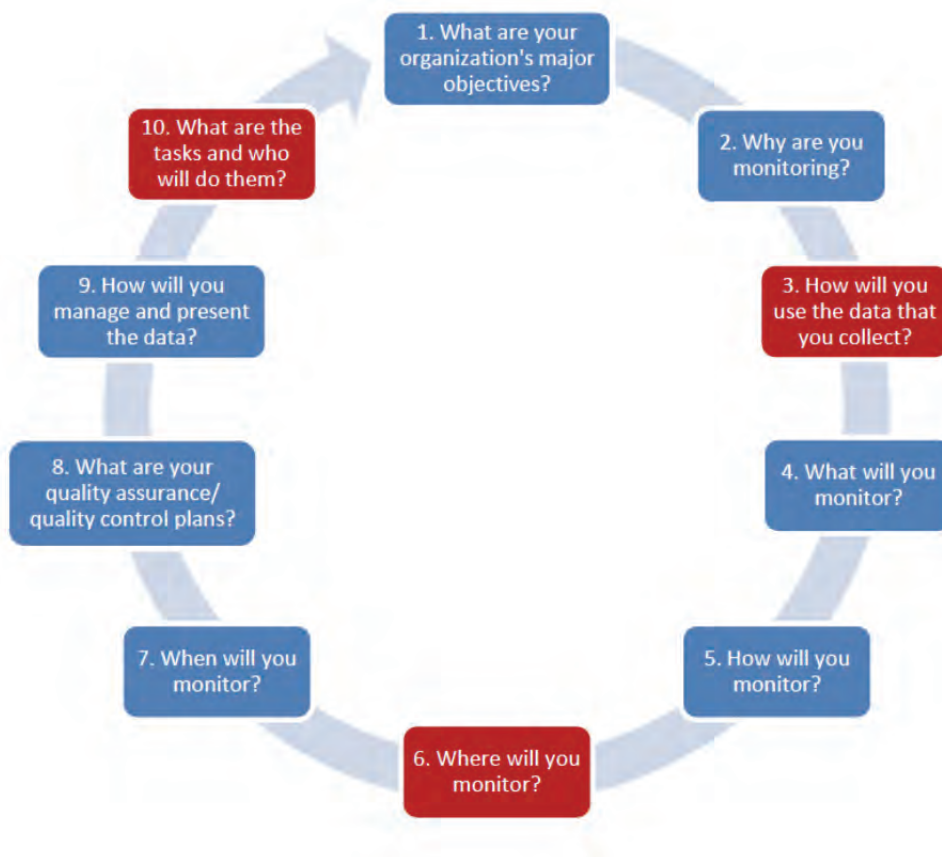 1. What are your
organization's major
objectives?
2. Why are you
monitoring?
3. How will you
use the data that
you collect?
4. What will you
monitor?
5. How will you
monitor?
6. Where will you
monitor?
7. When will you
monitor?
8. What are your
quality assurance/
quality control plans?
9. How will you
manage and present
the data?
10. What are the
tasks and who
will do them?